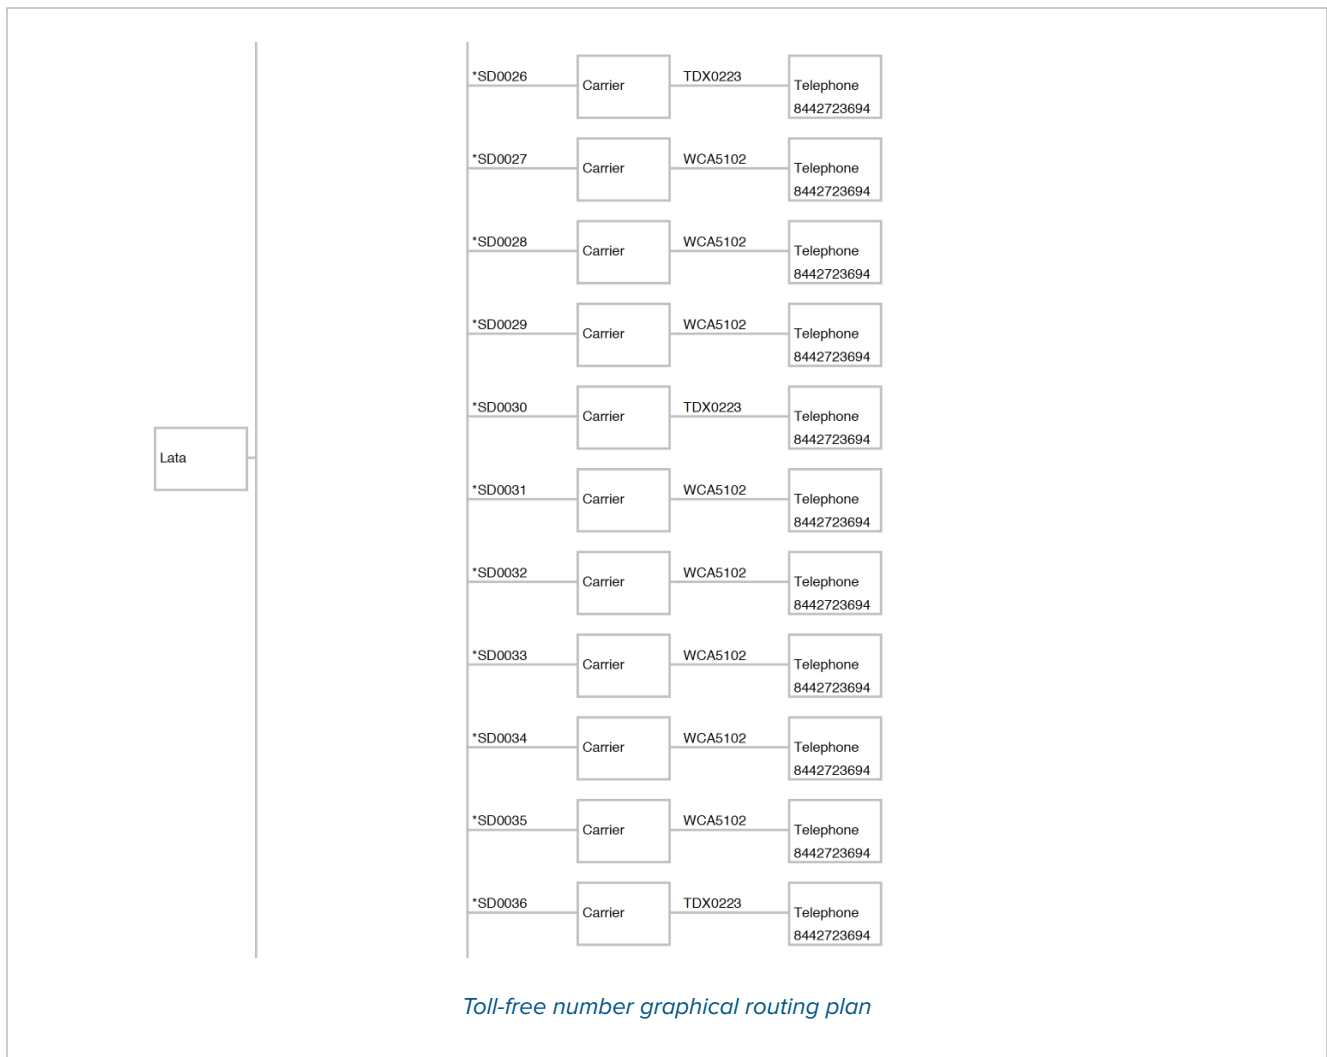 *SD0026
Carrier
TDX0223
Telephone
8442723694
*SD0027
Carrier
WCA5102
Telephone
8442723694
*SD0028
Carrier
WCA5102
Telephone
8442723694
*SD0029
Carrier
WCA5102
Telephone
8442723694
*SD0030
Carrier
TDX0223
Telephone
8442723694
Lata
*SD0031
Carrier
WCA5102
Telephone
8442723694
*SD0032
Carrier
WCA5102
Telephone
8442723694
*SD0033
Carrier
WCA5102
Telephone
8442723694
*SD0034
Carrier
WCA5102
Telephone
8442723694
*SD0035
Carrier
WCA5102
Telephone
8442723694
*SD0036
Carrier
TDX0223
Telephone
8442723694
Toll-free number graphical routing plan